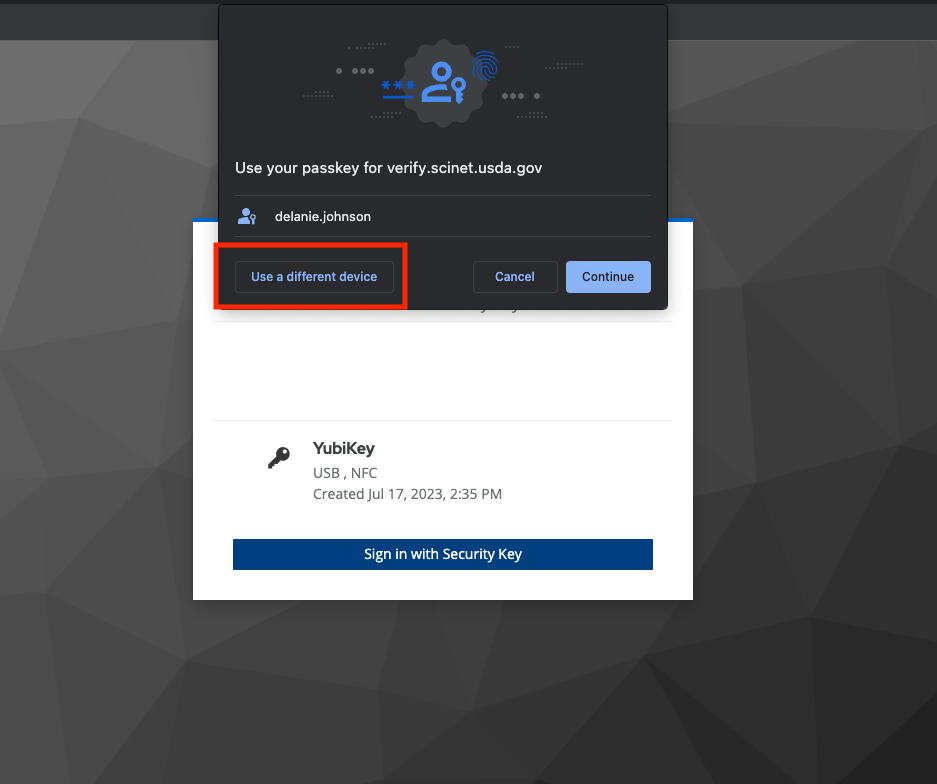 Use your passkey for verify.scinet.usda.gov
delanie.johnson
Use a different device
Cancel
Continue
YubiKey
USB , NFC
Created Jul 17, 2023, 2:35 PM
Sign in with Security Key